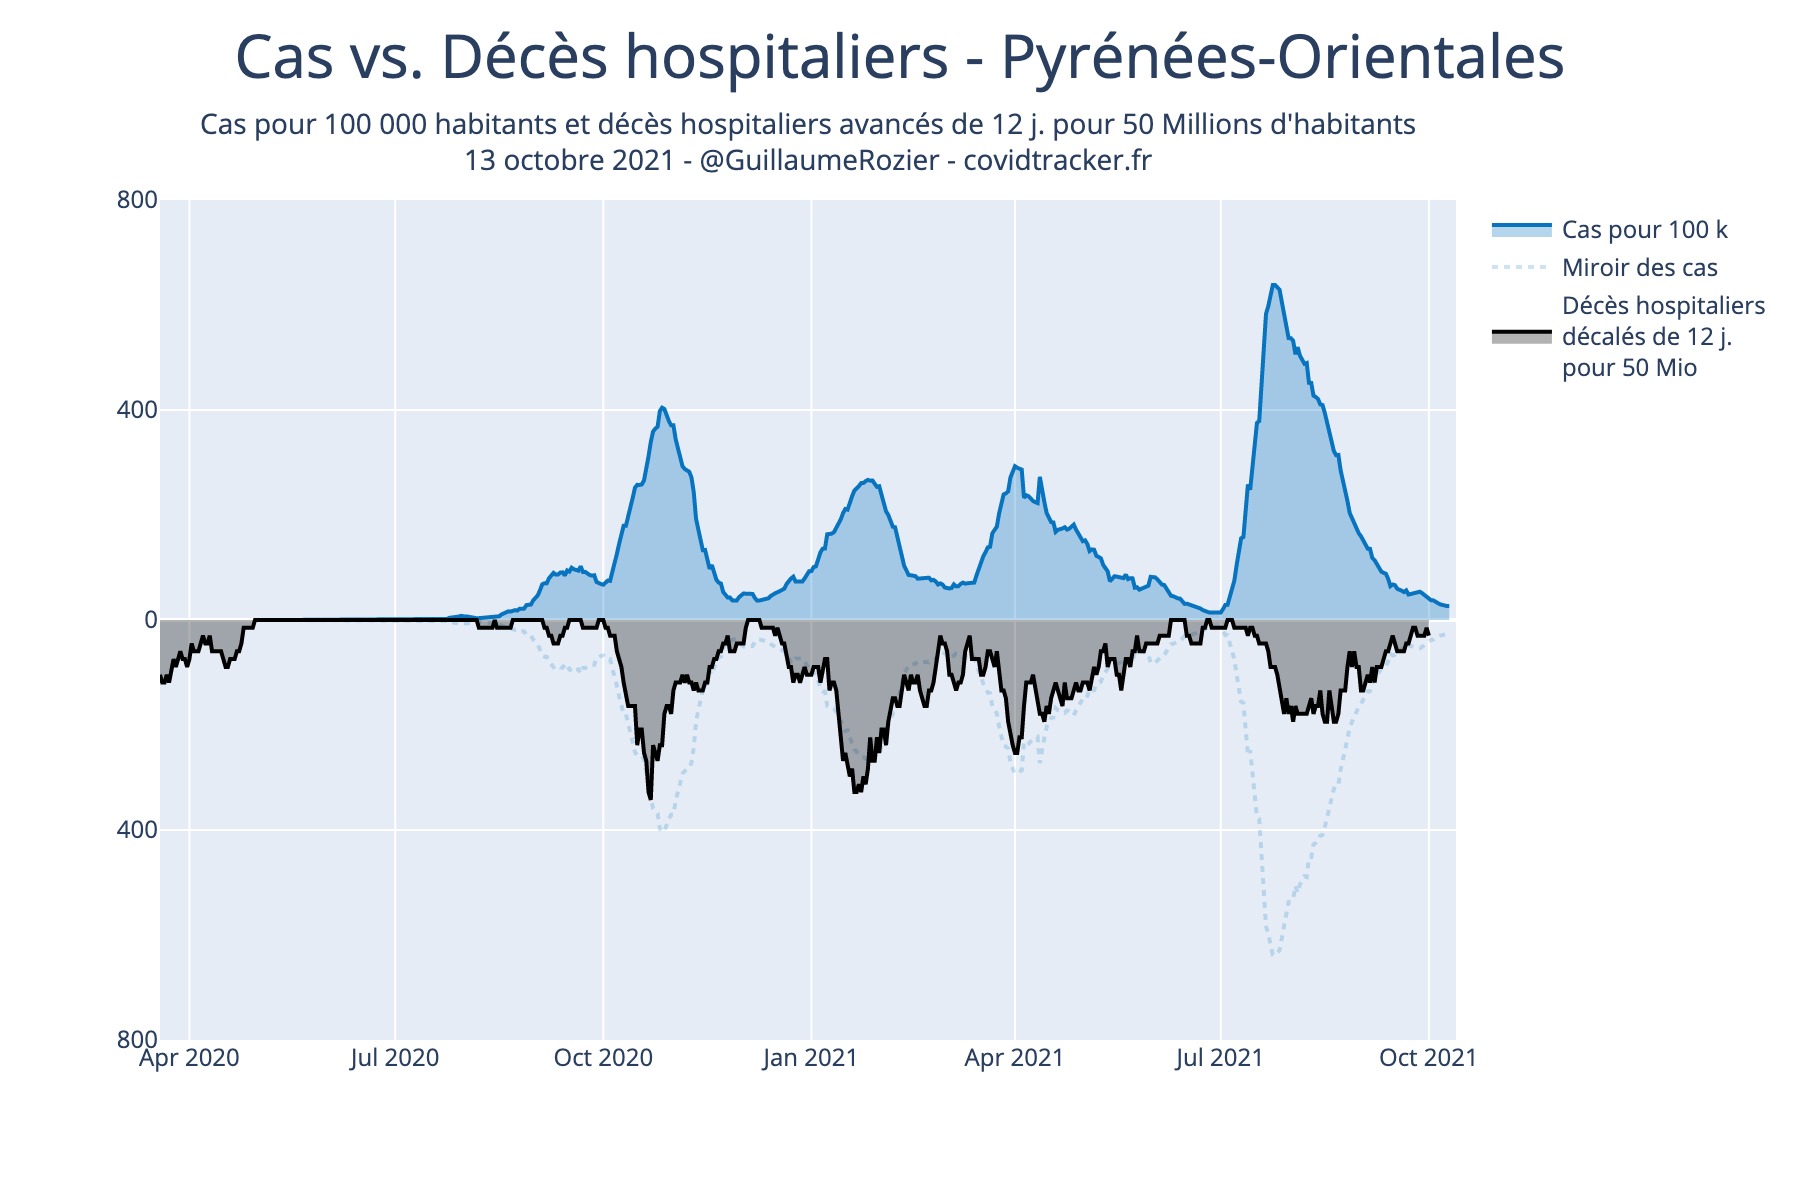 Cas vs. Décès hospitaliers - Pyrénées-Orientales
Cas pour 100 000 habitants et décès hospitaliers avancés de 12 j. pour 50 Millions d'habitants
13 octobre 2021 - @GuillaumeRozier - covidtracker.fr
800
400
0
400
800
Apr 2020
Jul 2020
Oct 2020
Jan 2021
Apr 2021
Jul 2021
Oct 2021
Cas pour 100 k
Miroir des cas
Décès hospitaliers
décalés de 12 j.
pour 50 Mio